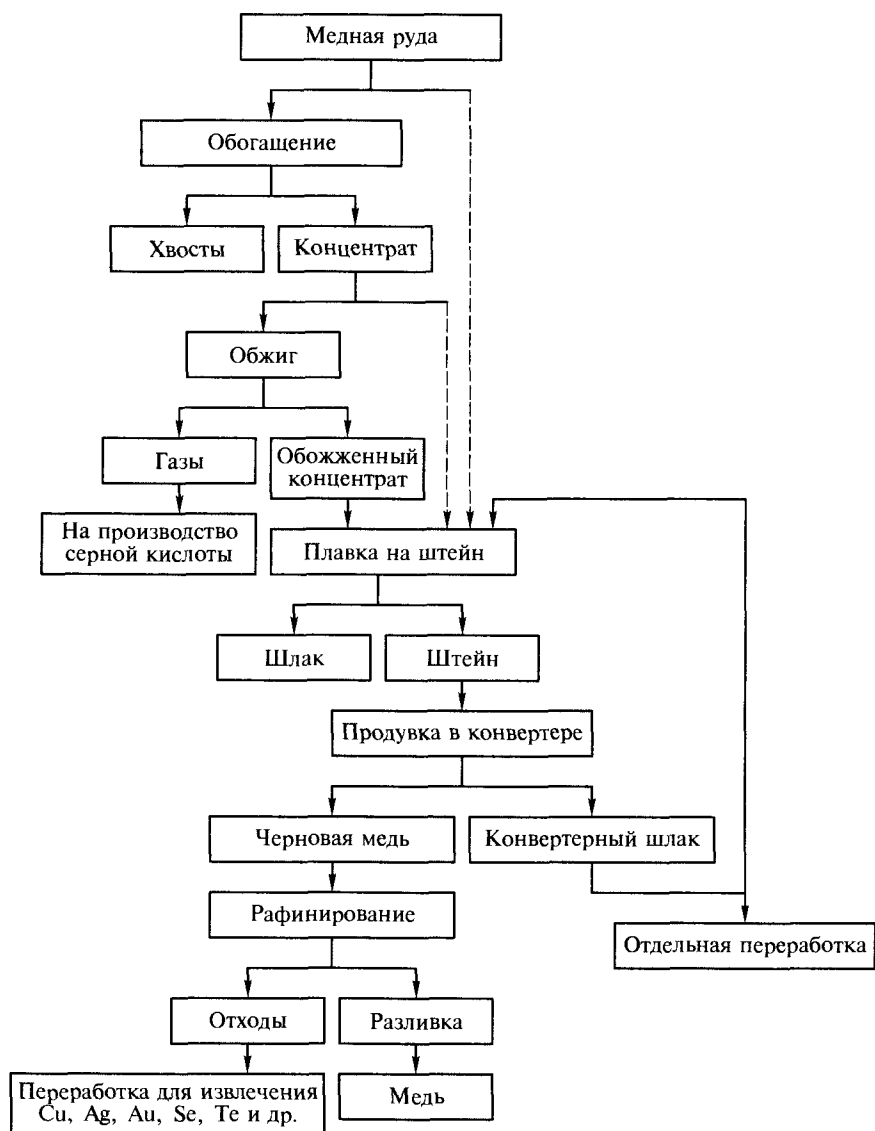 Медная руда
Обогащение
Хвосты
Концентрат
Обжиг
Газы
Обожженный
концентрат
На производство
серной кислоты
Плавка на штейн
Шлак
Штейн
Продувка в конвертере
Черновая медь
Конвертерный шлак
Рафинирование
Отдельная переработка
Отходы
Разливка
Переработка для извлечения
Cu, Ag, Au, Se, Te и др.
Медь